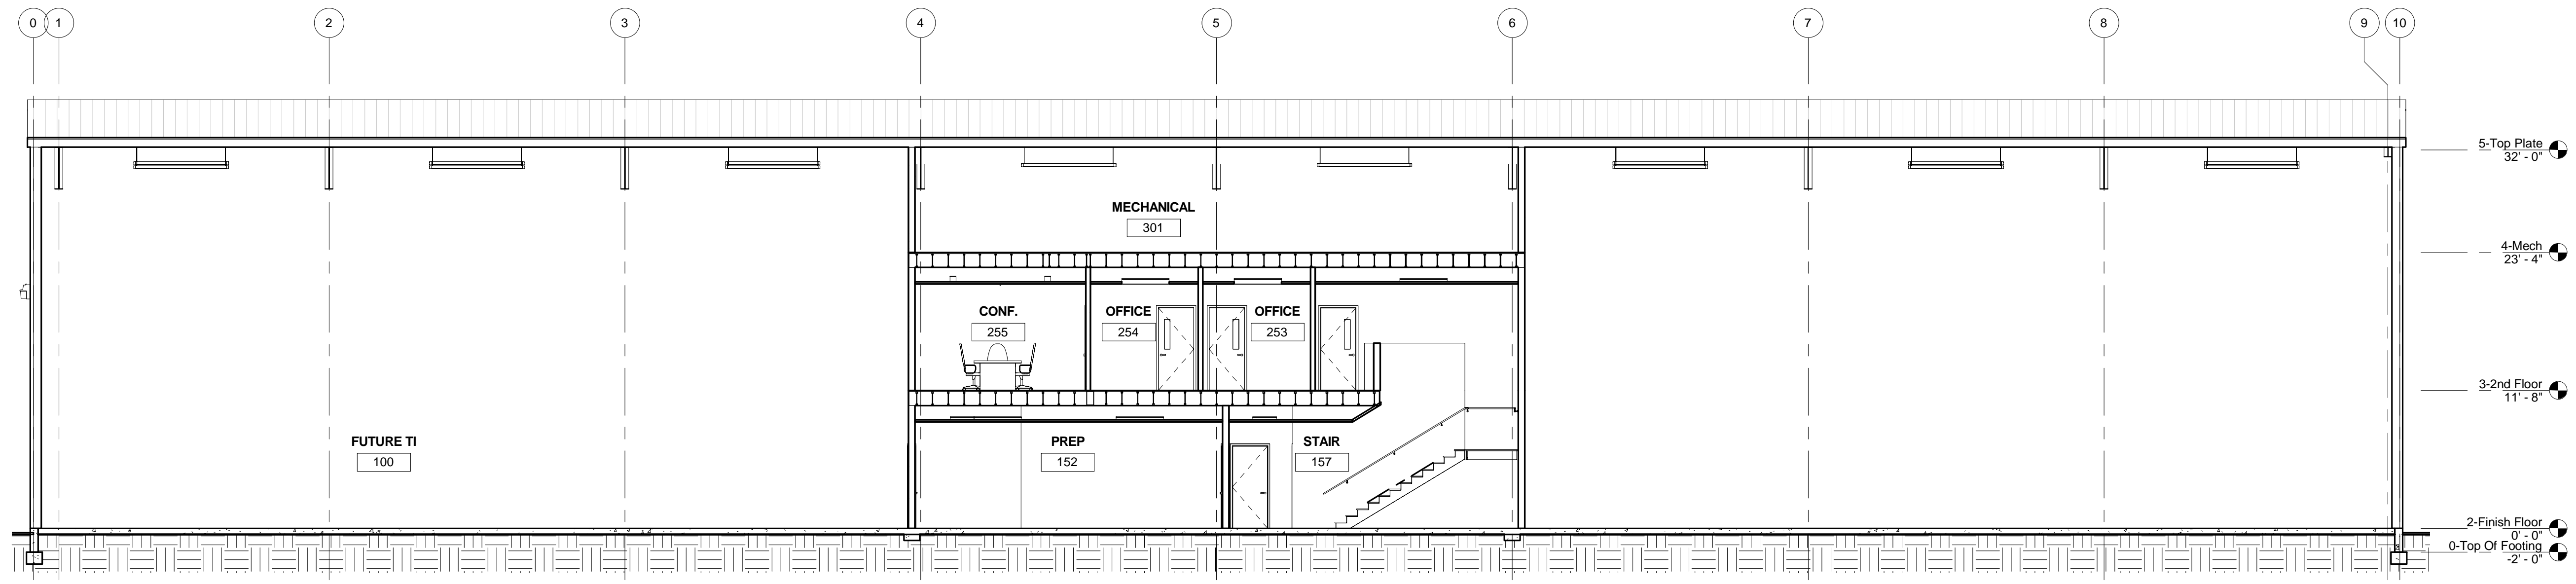 0 1 2 3 4 5 6 7 8 9 10
5-Top Plate
32' - 0"
MECHANICAL
301
4-Mech
23' - 4"
CONF.
255
OFFICE
254
OFFICE
253
3-2nd Floor
11' - 8"
FUTURE TI
100
PREP
152
STAIR
157
2-Finish Floor
0' - 0"
0-Top Of Footing
-2' - 0"